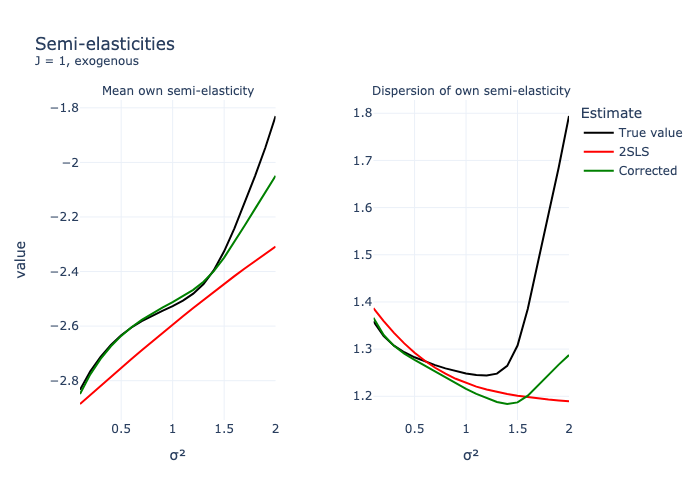 Semi-elasticities
J = 1, exogenous
Mean own semi-elasticity
Dispersion of own semi-elasticity
Estimate
True value
2SLS
Corrected
value
−1.8
−2
−2.2
−2.4
−2.6
−2.8
0.5
1
1.5
2
σ²
1.8
1.7
1.6
1.5
1.4
1.3
1.2
0.5
1
1.5
2
σ²